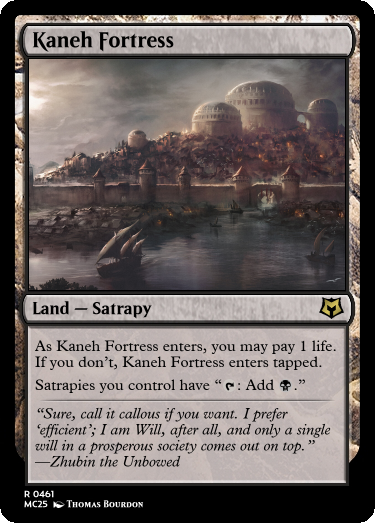 Kaneh Fortress
Land — Satrapy
As Kaneh Fortress enters, you may pay 1 life.
If you don't, Kaneh Fortress enters tapped.
Satrapies you control have “: Add .”
“Sure, call it callous if you want. I prefer
‘efficient’; I am Will, after all, and only a single
will in a prosperous society comes out on top.”
—Zhubin the Unbowed
R 0461
MC25 Thomas Bourdon